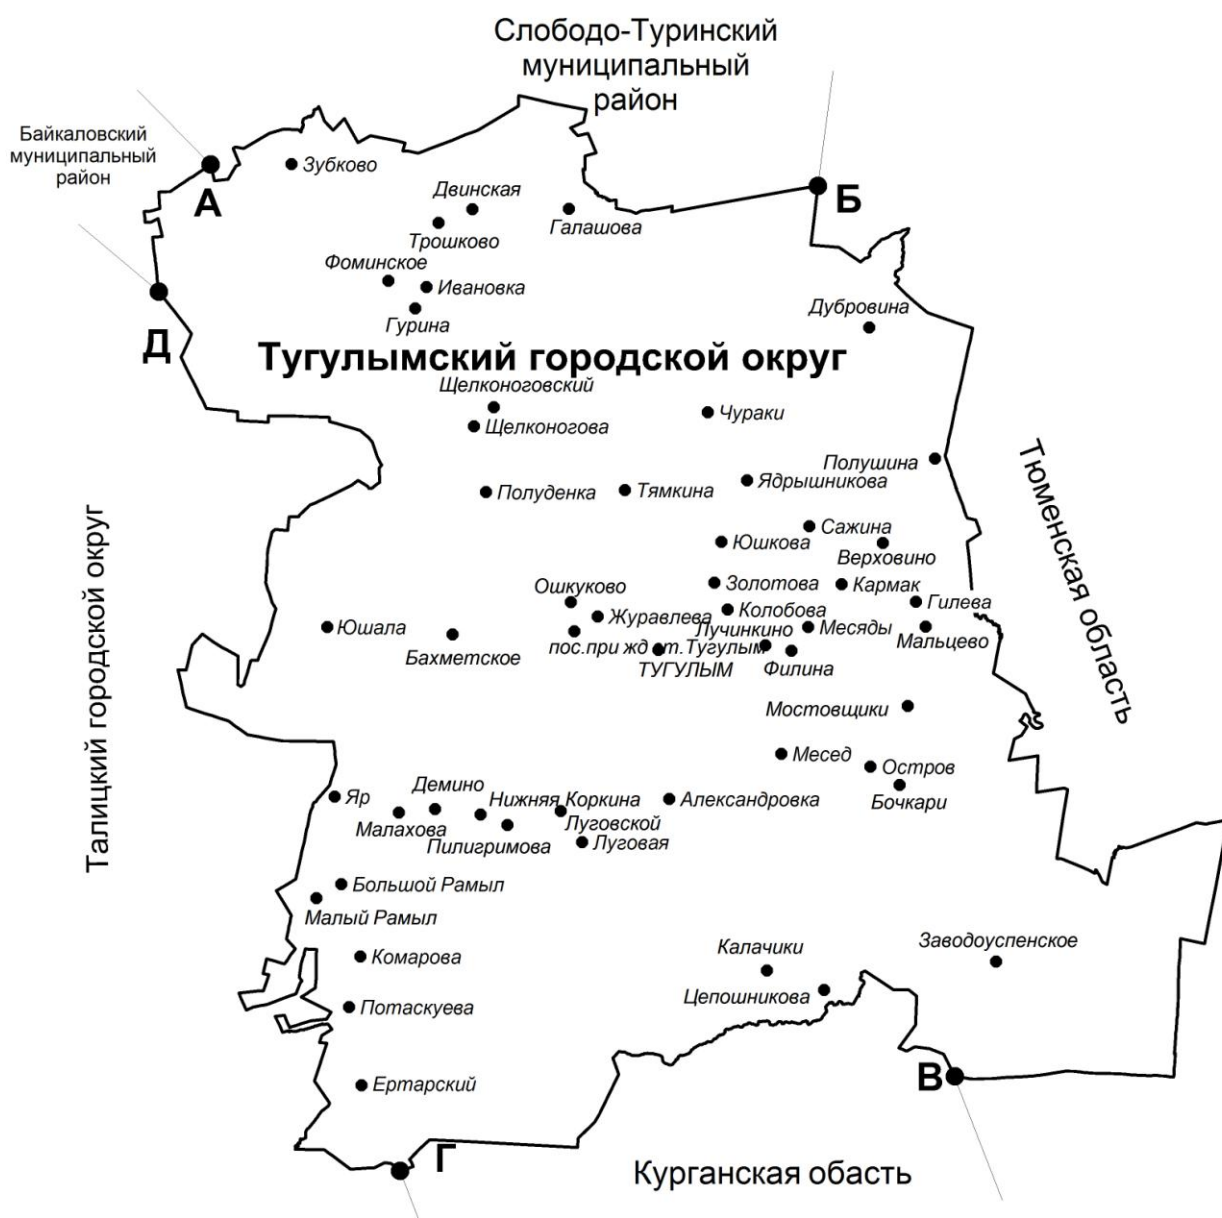 Слободо-Туринский
муниципальный
район
Байкаловский
муниципальный
район
А
Зубково
Б
Двинская
Трошково
Галашова
Фоминское
Ивановка
Гурина
Дубровина
Д
Тугулымский городской округ
Щелконоговский
Щелконогова
Чураки
Полушина
Ядрышникова
Полуденка
Тямкина
Тюменская область
Сажина
Юшкова
Верховино
Талицкий городской округ
Ошкуково
Золотова
Кармак
Гилева
Журавлева
Колобова
Юшала
Лучинкино
Месяды
Мальцево
Бахметское
пос.при жд ст.Тугулым
ТУГУЛЫМ
Филина
Мостовщики
Месед
Остров
Бочкари
Яр
Демино
Нижняя Коркина
Александровка
Малахова
Луговской
Пилигримова
Луговая
Большой Рамыл
Малый Рамыл
Комарова
Калачики
Заводоуспенское
Цепошникова
Потаскуева
Ертарский
В
Г
Курганская обасть